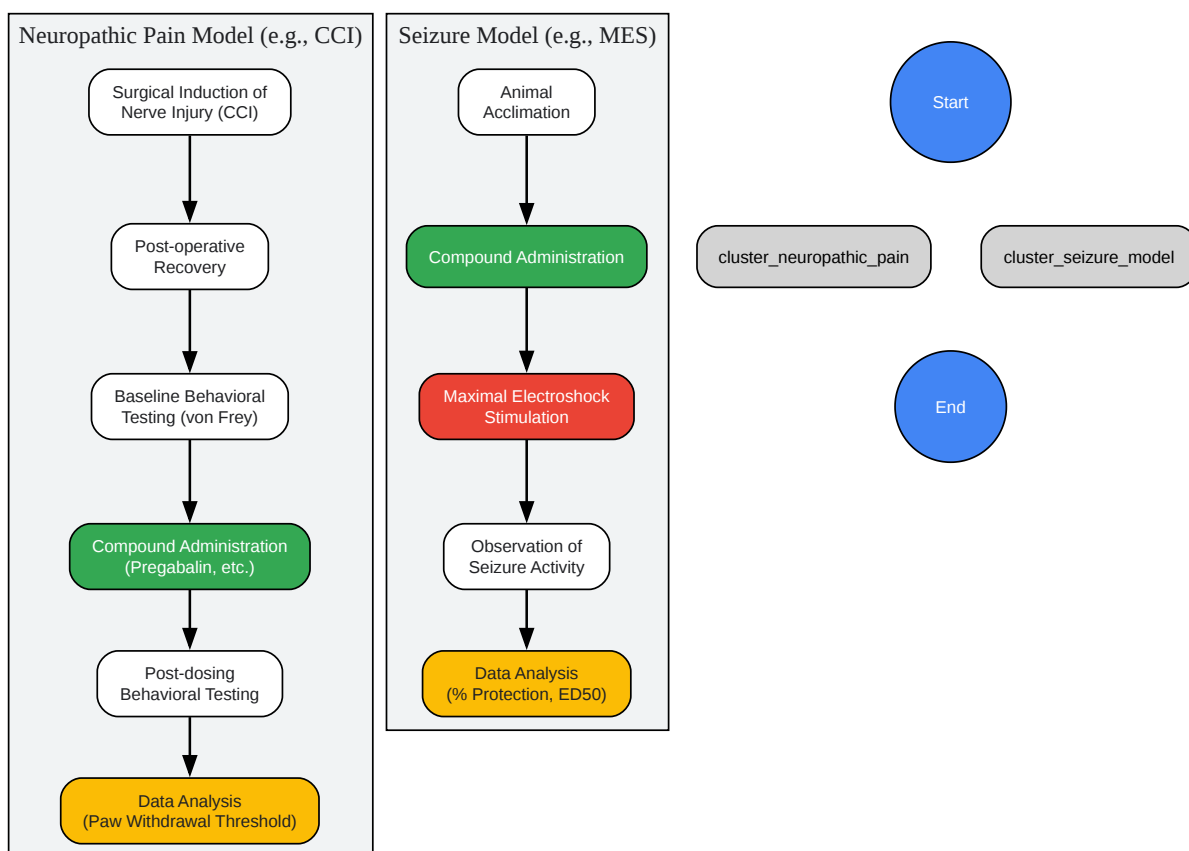 Neuropathic Pain Model (e.g., CCI)
Surgical Induction of
Nerve Injury (CCI)
Post-operative
Recovery
Baseline Behavioral
Testing (von Frey)
Compound Administration
(Pregabalin, etc.)
Post-dosing
Behavioral Testing
Data Analysis
(Paw Withdrawal Threshold)
Seizure Model (e.g., MES)
Animal
Acclimation
Compound Administration
Maximal Electroshock
Stimulation
Observation of
Seizure Activity
Data Analysis
(% Protection, ED50)
Start
cluster_neuropathic_pain
cluster_seizure_model
End